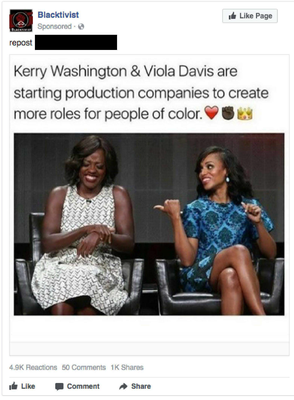 Blacktivist
Sponsored ·
Like Page
repost
Kerry Washington & Viola Davis are
starting production companies to create
more roles for people of color.❤️✊🏿👑
4.9K Reactions 50 Comments 1K Shares
Like Comment Share